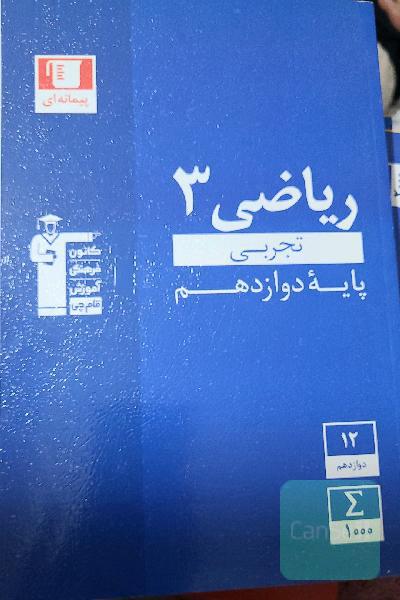 پیمانه‌ای
ریاضی ۳
تجربی
پایهٔ دوازدهم
کانون
فرهنگی
آموزش
قلم‌چی
۱۲
دوازدهم
Σ
۱۰۰۰